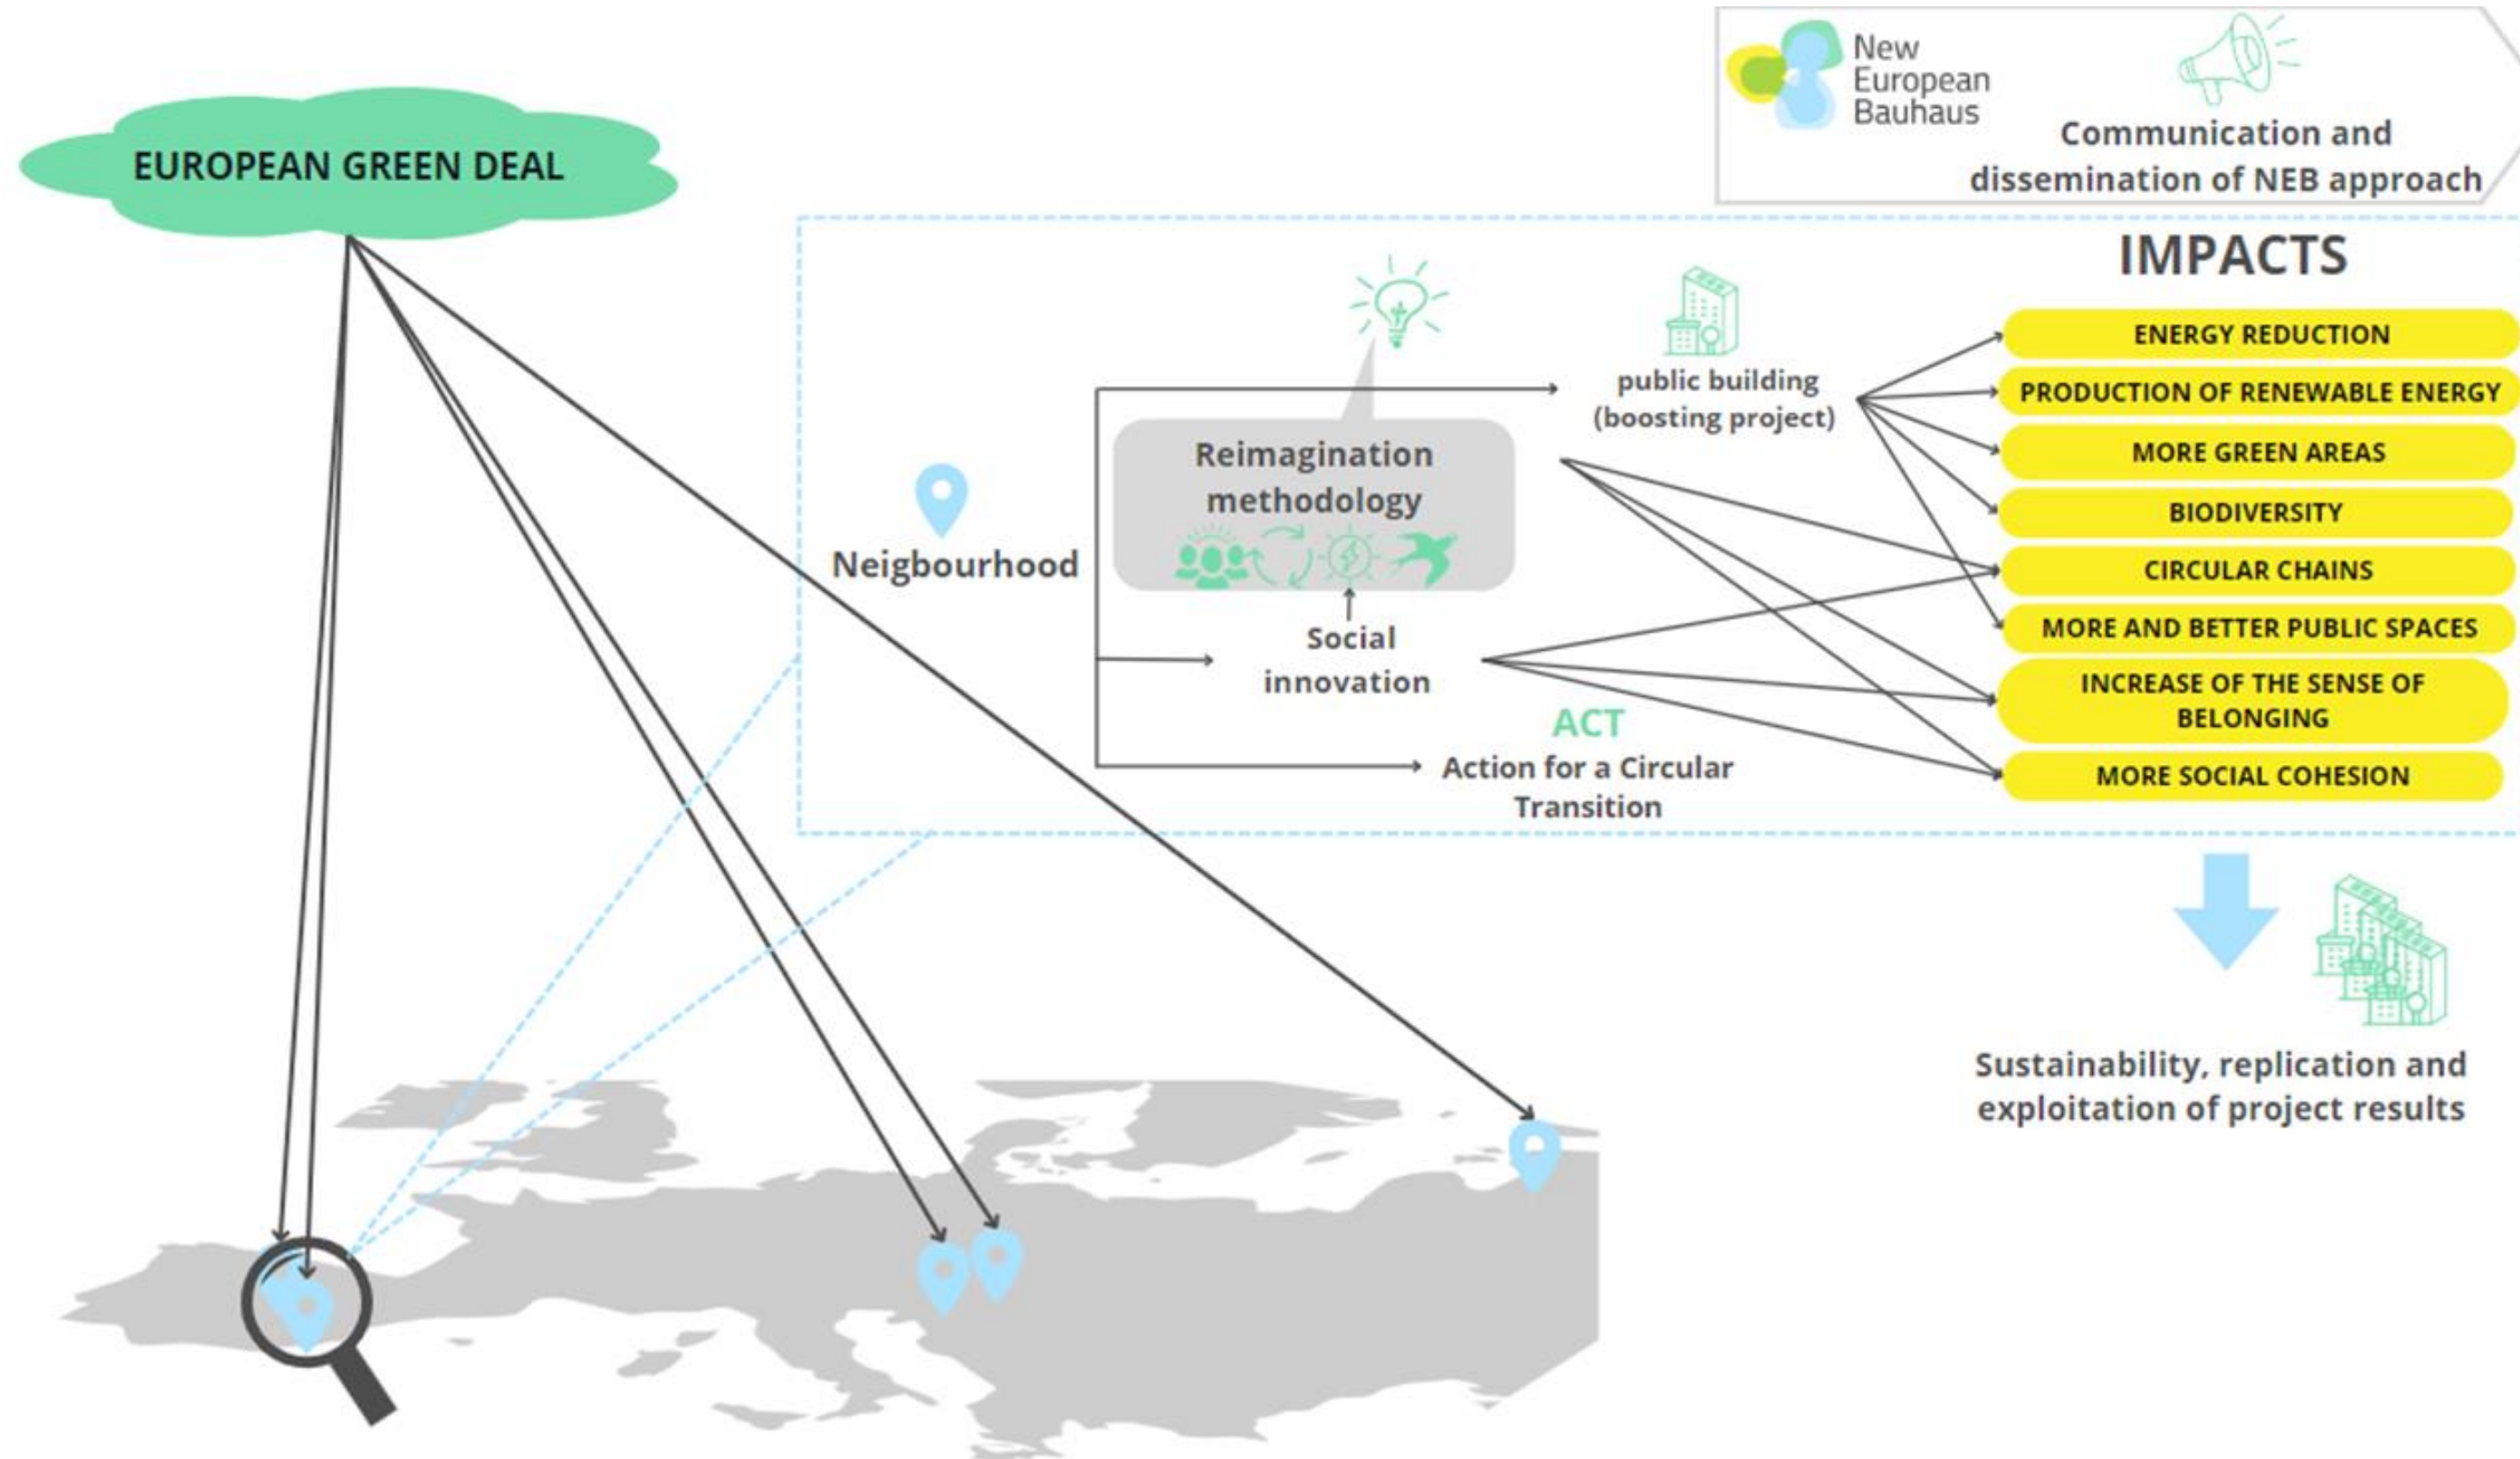 New
European
Bauhaus
Communication and
dissemination of NEB approach
EUROPEAN GREEN DEAL
IMPACTS
ENERGY REDUCTION
PRODUCTION OF RENEWABLE ENERGY
MORE GREEN AREAS
BIODIVERSITY
CIRCULAR CHAINS
MORE AND BETTER PUBLIC SPACES
INCREASE OF THE SENSE OF
BELONGING
MORE SOCIAL COHESION
public building
(boosting project)
Reimagination
methodology
Neigbourhood
Social
innovation
ACT
Action for a Circular
Transition
Sustainability, replication and
exploitation of project results